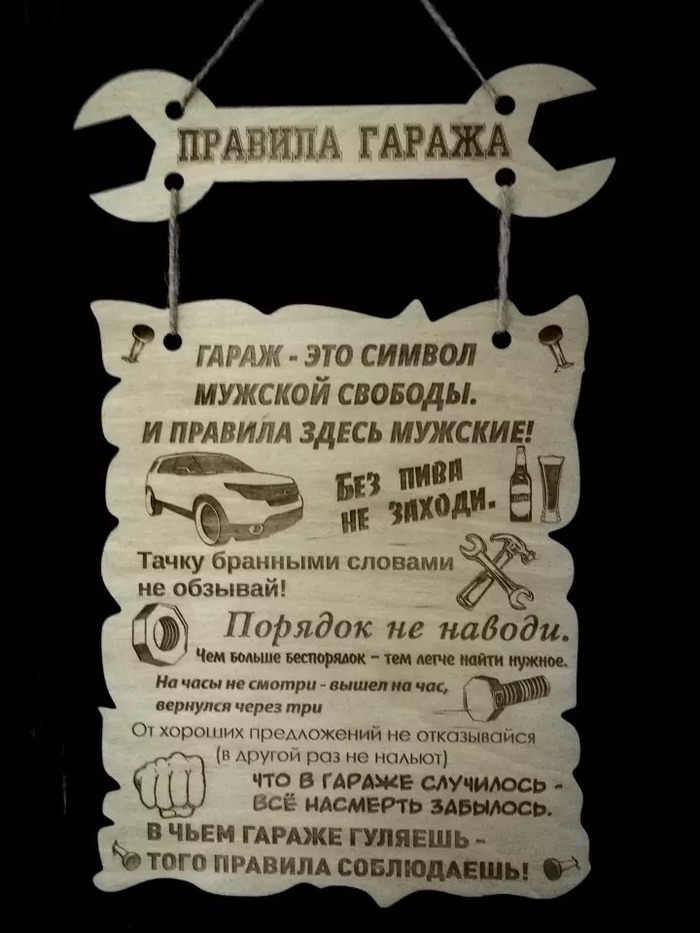 ПРАВИЛА ГАРАЖА
ГАРАЖ - ЭТО СИМВОЛ
МУЖСКОЙ СВОБОДЫ.
И ПРАВИЛА ЗДЕСЬ МУЖСКИЕ!
БЕЗ ПИВА
НЕ ЗАХОДИ.
Тачку бранными словами
не обзывай!
Порядок не наводи.
Чем больше беспорядок – тем легче найти нужное.
На часы не смотри - вышел на час,
вернулся через три
От хороших предложений не отказывайся
(в другой раз не нальют)
ЧТО В ГАРАЖЕ СЛУЧИЛОСЬ -
ВСЁ НАСМЕРТЬ ЗАБЫЛОСЬ.
В ЧЬЕМ ГАРАЖЕ ГУЛЯЕШЬ -
ТОГО ПРАВИЛА СОБЛЮДАЕШЬ!